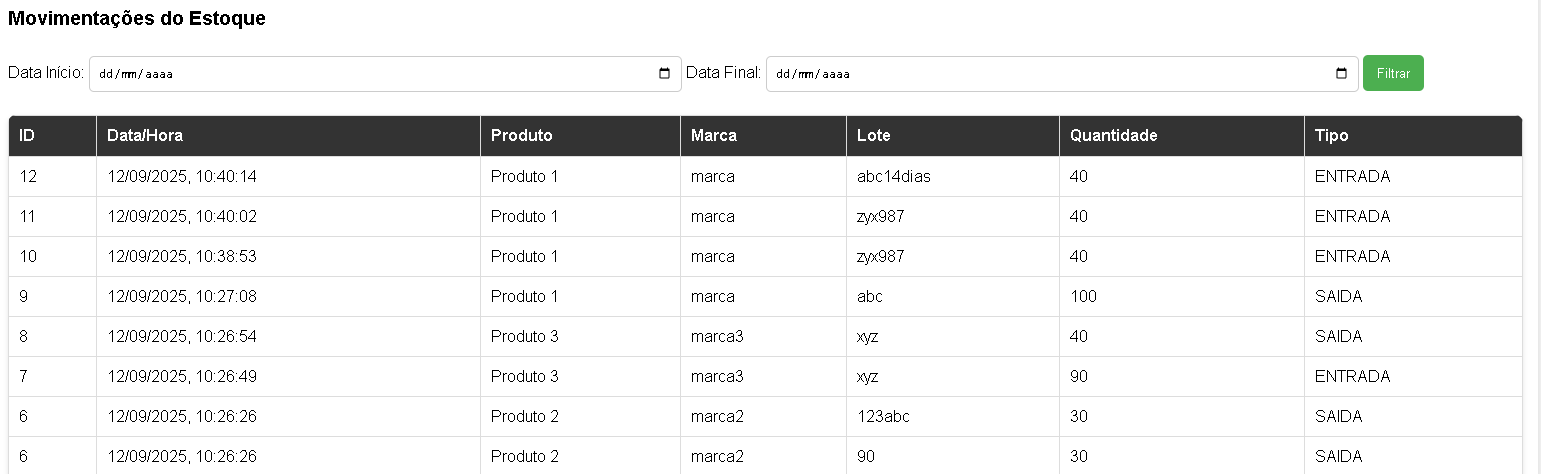 Movimentações do Estoque
Data Início: dd/mm/aaaa Data Final: dd/mm/aaaa Filtrar
ID Data/Hora Produto Marca Lote Quantidade Tipo
12 12/09/2025, 10:40:14 Produto 1 marca abc14dias 40 ENTRADA
11 12/09/2025, 10:40:02 Produto 1 marca zyx987 40 ENTRADA
10 12/09/2025, 10:38:53 Produto 1 marca zyx987 40 ENTRADA
9 12/09/2025, 10:27:08 Produto 1 marca abc 100 SAIDA
8 12/09/2025, 10:26:54 Produto 3 marca3 xyz 40 SAIDA
7 12/09/2025, 10:26:49 Produto 3 marca3 xyz 90 ENTRADA
6 12/09/2025, 10:26:26 Produto 2 marca2 123abc 30 SAIDA
6 12/09/2025, 10:26:26 Produto 2 marca2 90 30 SAIDA